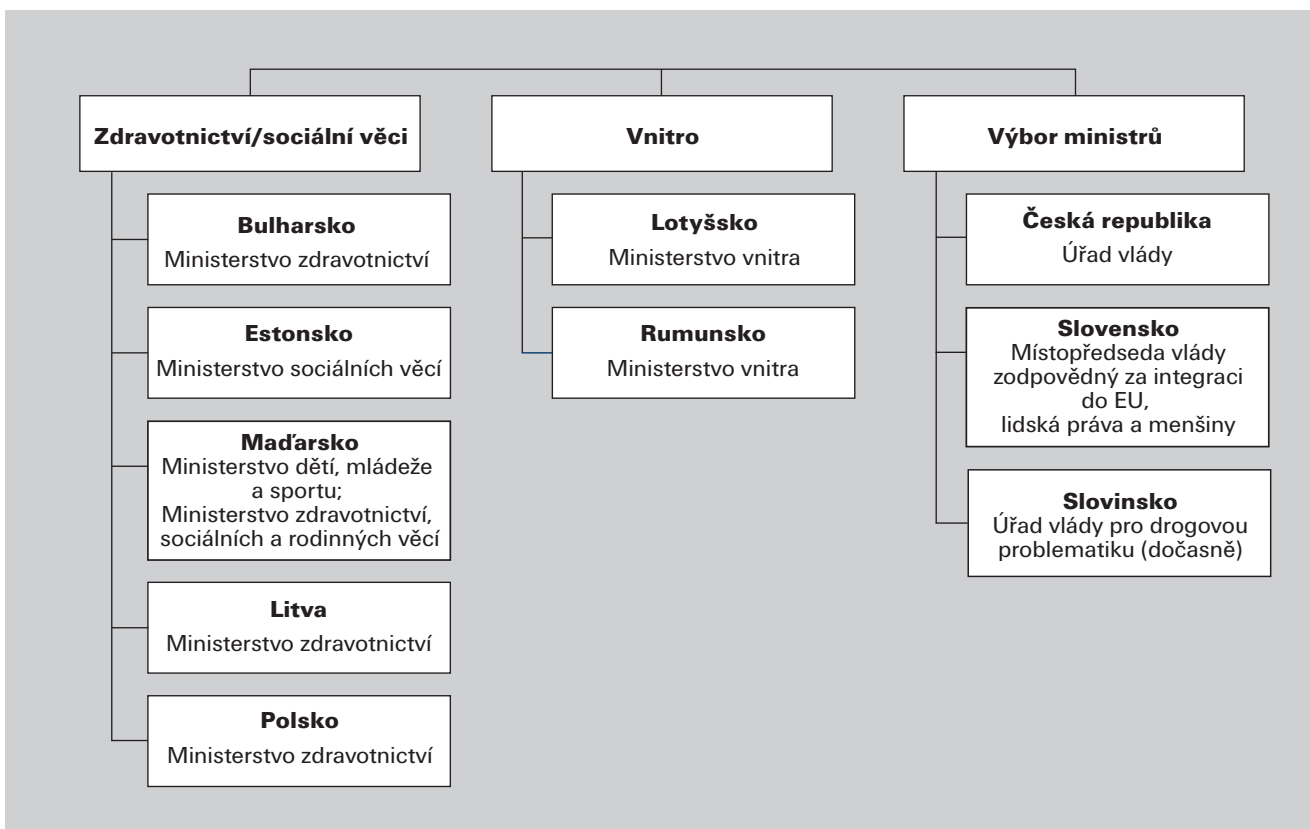 Zdravotnictví/sociální věci
Bulharsko
Ministerstvo zdravotnictví
Estonsko
Ministerstvo sociálních věcí
Maďarsko
Ministerstvo dětí, mládeže
a sportu;
Ministerstvo zdravotnictví,
sociálních a rodinných věcí
Litva
Ministerstvo zdravotnictví
Polsko
Ministerstvo zdravotnictví
Vnitro
Lotyšsko
Ministerstvo vnitra
Rumunsko
Ministerstvo vnitra
Výbor ministrů
Česká republika
Úřad vlády
Slovensko
Místopředseda vlády
zodpovědný za integraci
do EU,
lidská práva a menšiny
Slovinsko
Úřad vlády pro drogovou
problematiku (dočasně)